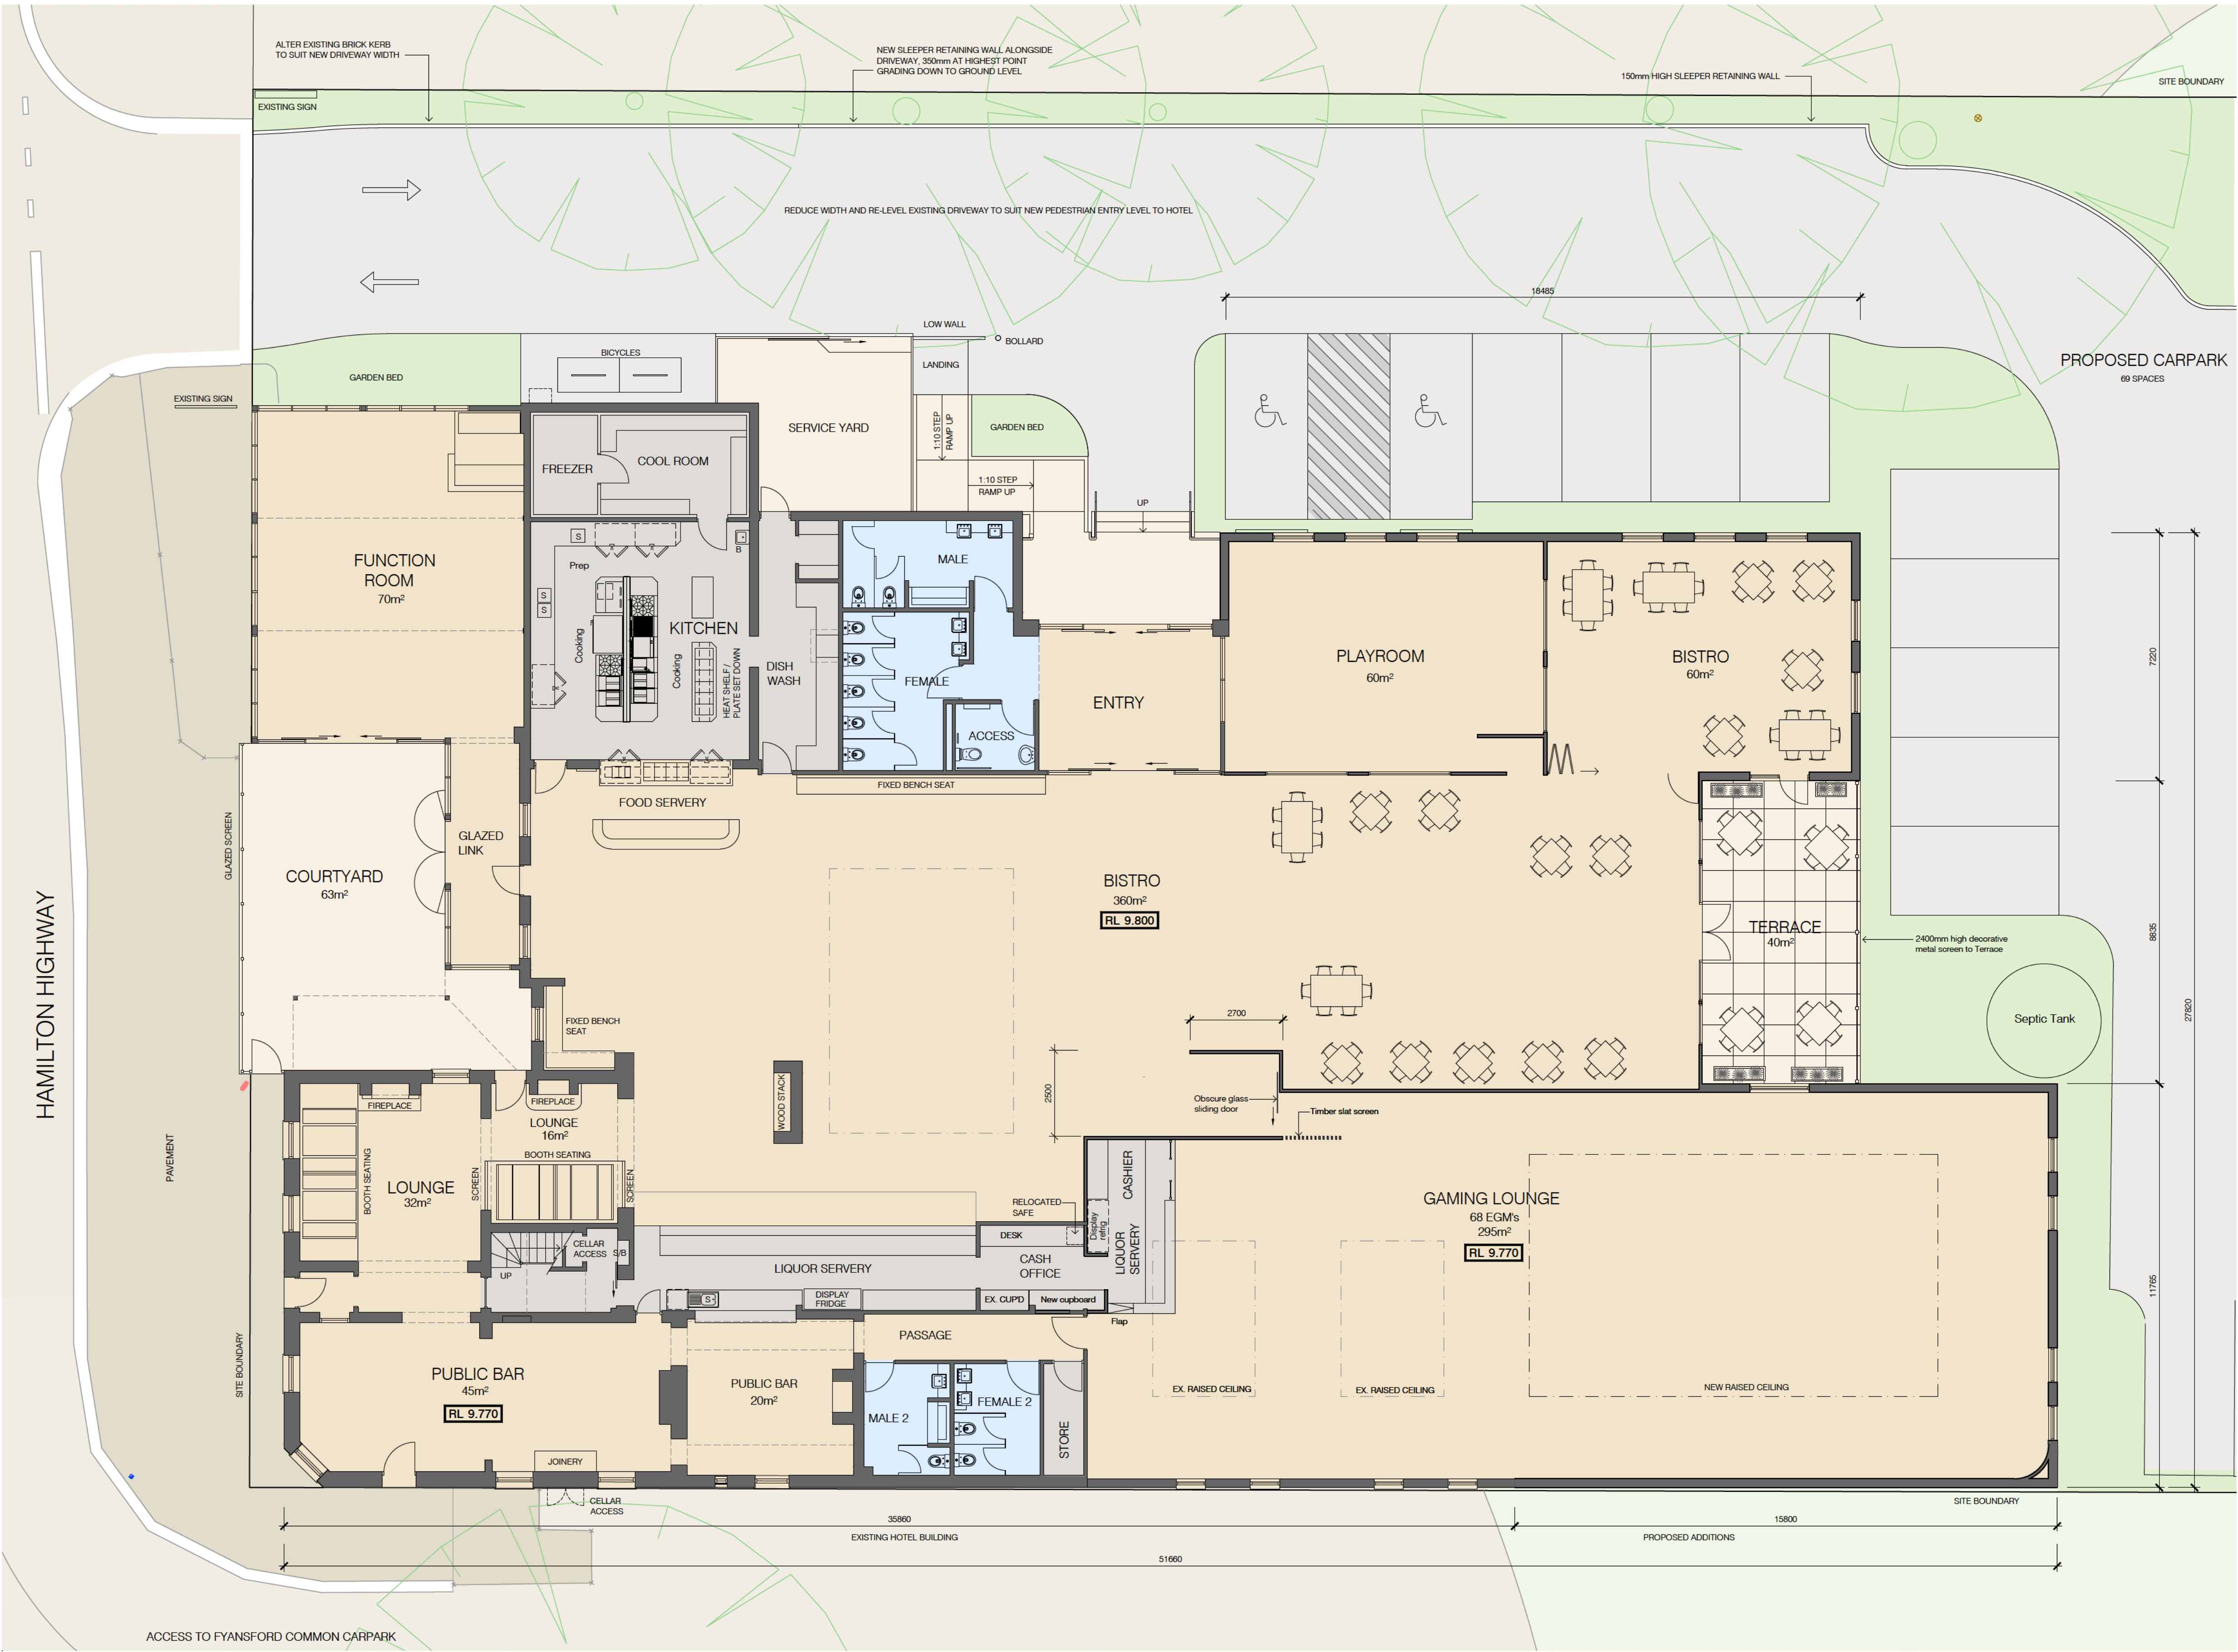 ALTER EXISTING BRICK KERB
TO SUIT NEW DRIVEWAY WIDTH
NEW SLEEPER RETAINING WALL ALONGSIDE
DRIVEWAY, 350mm AT HIGHEST POINT
GRADING DOWN TO GROUND LEVEL
150mm HIGH SLEEPER RETAINING WALL
SITE BOUNDARY
EXISTING SIGN
REDUCE WIDTH AND RE-LEVEL EXISTING DRIVEWAY TO SUIT NEW PEDESTRIAN ENTRY LEVEL TO HOTEL
18485
LOW WALL
BOLLARD
BICYCLES
LANDING
PROPOSED CARPARK
69 SPACES
GARDEN BED
EXISTING SIGN
SERVICE YARD
1:10 STEP
RAMP UP
GARDEN BED
FREEZER
COOL ROOM
1:10 STEP
RAMP UP
UP
FUNCTION
ROOM
70m²
S
B
Prep
S
S
MALE
Cooking
KITCHEN
Cooking
HEAT SHELF /
PLATE SET DOWN
DISH
WASH
FEMALE
ACCESS
ENTRY
PLAYROOM
60m²
BISTRO
60m²
7220
FIXED BENCH SEAT
FOOD SERVERY
GLAZED SCREEN
GLAZED
LINK
COURTYARD
63m²
BISTRO
360m²
RL 9.800
TERRACE
40m²
2400mm high decorative
metal screen to Terrace
8835
27820
HAMILTON HIGHWAY
FIXED BENCH
SEAT
2700
Septic Tank
2500
WOOD STACK
Obscure glass
sliding door
Timber slat screen
FIREPLACE
FIREPLACE
LOUNGE
16m²
BOOTH SEATING
PAVEMENT
BOOTH SEATING
LOUNGE
32m²
SCREEN
SCREEN
CASHIER
GAMING LOUNGE
68 EGM's
295m²
RL 9.770
RELOCATED
SAFE
Display
refrig
LIQUOR
SERVERY
DESK
CASH
OFFICE
CELLAR
ACCESS
S/B
UP
LIQUOR SERVERY
S
DISPLAY
FRIDGE
EX. CUP'D
New cupboard
Flap
11765
PASSAGE
SITE BOUNDARY
PUBLIC BAR
45m²
RL 9.770
PUBLIC BAR
20m²
MALE 2
FEMALE 2
STORE
EX. RAISED CEILING
EX. RAISED CEILING
NEW RAISED CEILING
JOINERY
CELLAR
ACCESS
SITE BOUNDARY
35860
EXISTING HOTEL BUILDING
15800
PROPOSED ADDITIONS
51660
ACCESS TO FYANSFORD COMMON CARPARK